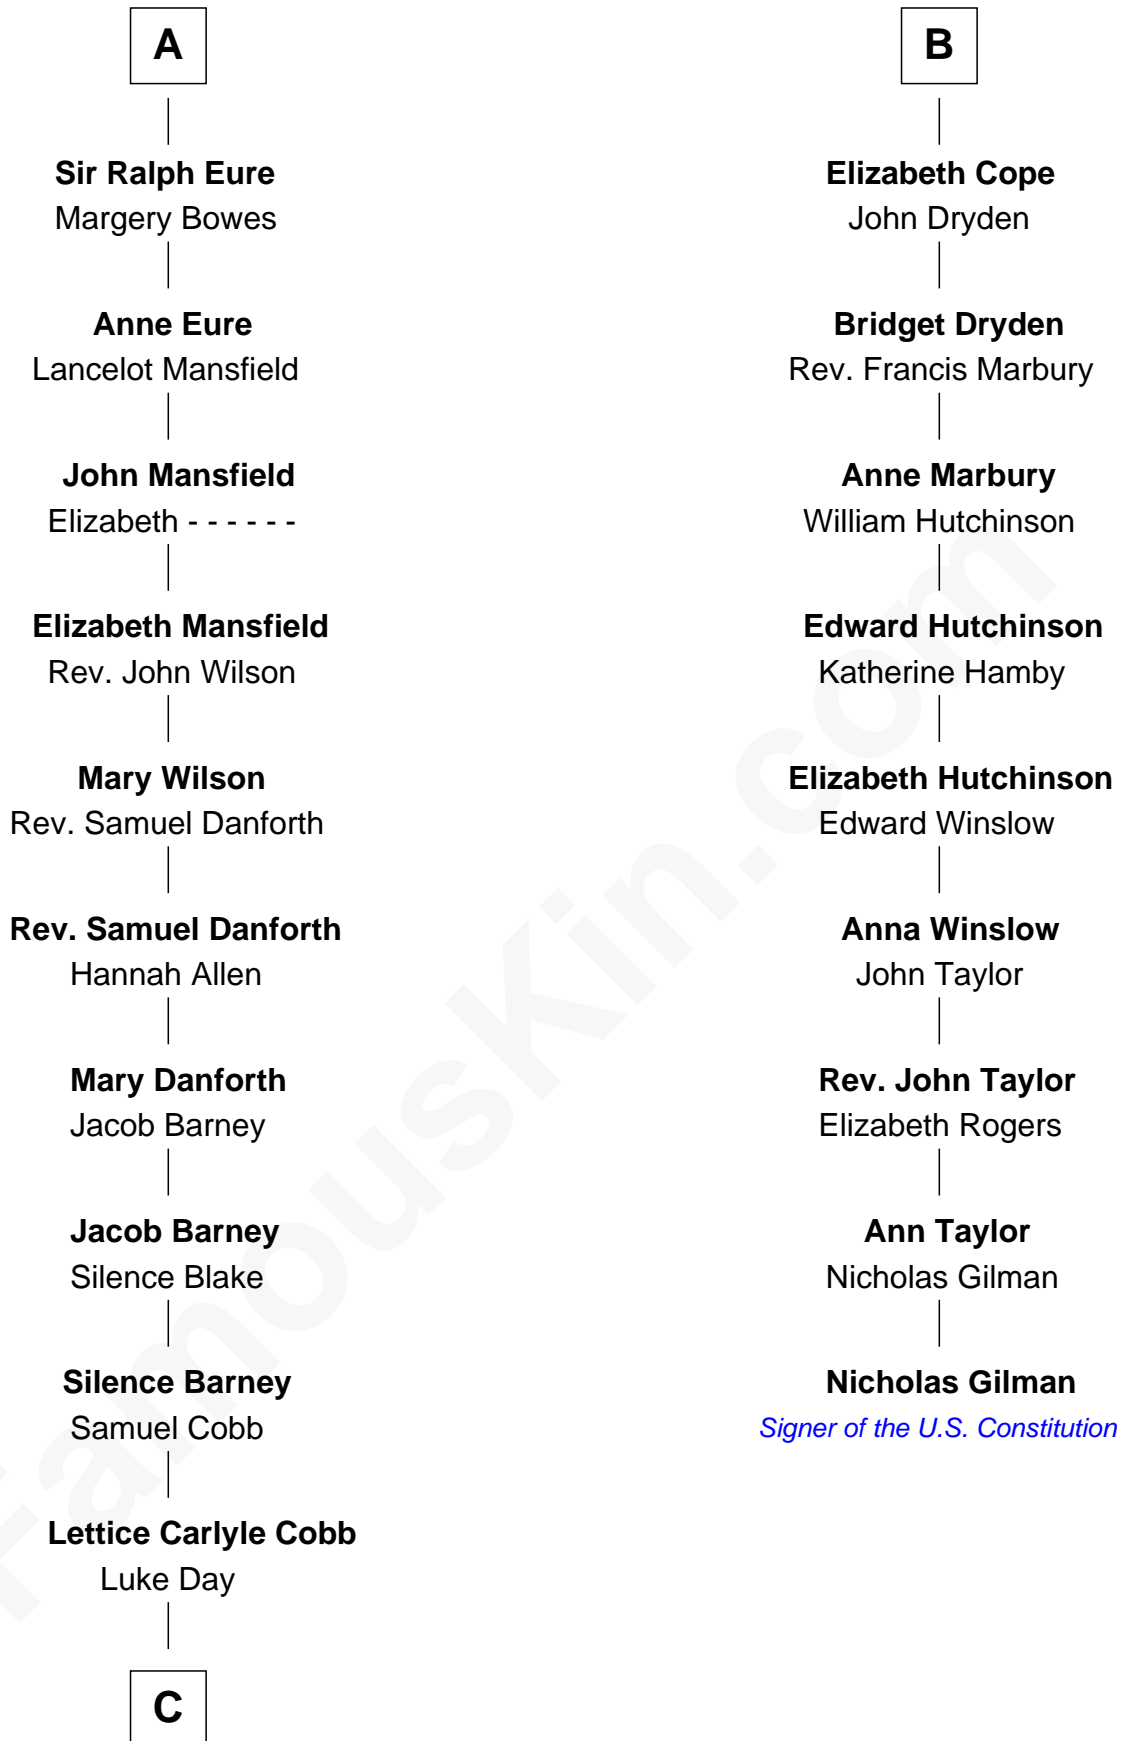 A
Sir Ralph Eure
Margery Bowes
Anne Eure
Lancelot Mansfield
John Mansfield
Elizabeth - - - - - -
Elizabeth Mansfield
Rev. John Wilson
Mary Wilson
Rev. Samuel Danforth
Rev. Samuel Danforth
Hannah Allen
Mary Danforth
Jacob Barney
Jacob Barney
Silence Blake
Silence Barney
Samuel Cobb
Lettice Carlyle Cobb
Luke Day
C
B
Elizabeth Cope
John Dryden
Bridget Dryden
Rev. Francis Marbury
Anne Marbury
William Hutchinson
Edward Hutchinson
Katherine Hamby
Elizabeth Hutchinson
Edward Winslow
Anna Winslow
John Taylor
Rev. John Taylor
Elizabeth Rogers
Ann Taylor
Nicholas Gilman
Nicholas Gilman
Signer of the U.S. Constitution
FamousKin.com